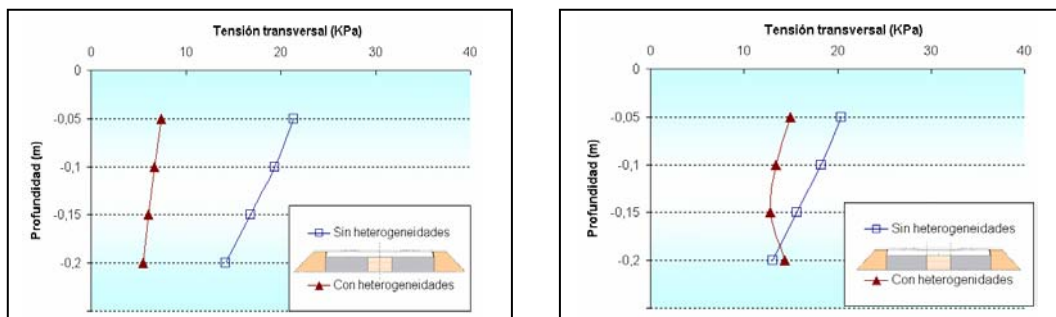 Tensión transversal (KPa)
0 10 20 30 40
0
-0,05
-0,1
-0,15
-0,2
Profundidad (m)
Sin heterogeneidades
Con heterogeneidades
Tensión transversal (KPa)
0 10 20 30 40
0
-0,05
-0,1
-0,15
-0,2
Profundidad (m)
Sin heterogeneidades
Con heterogeneidades